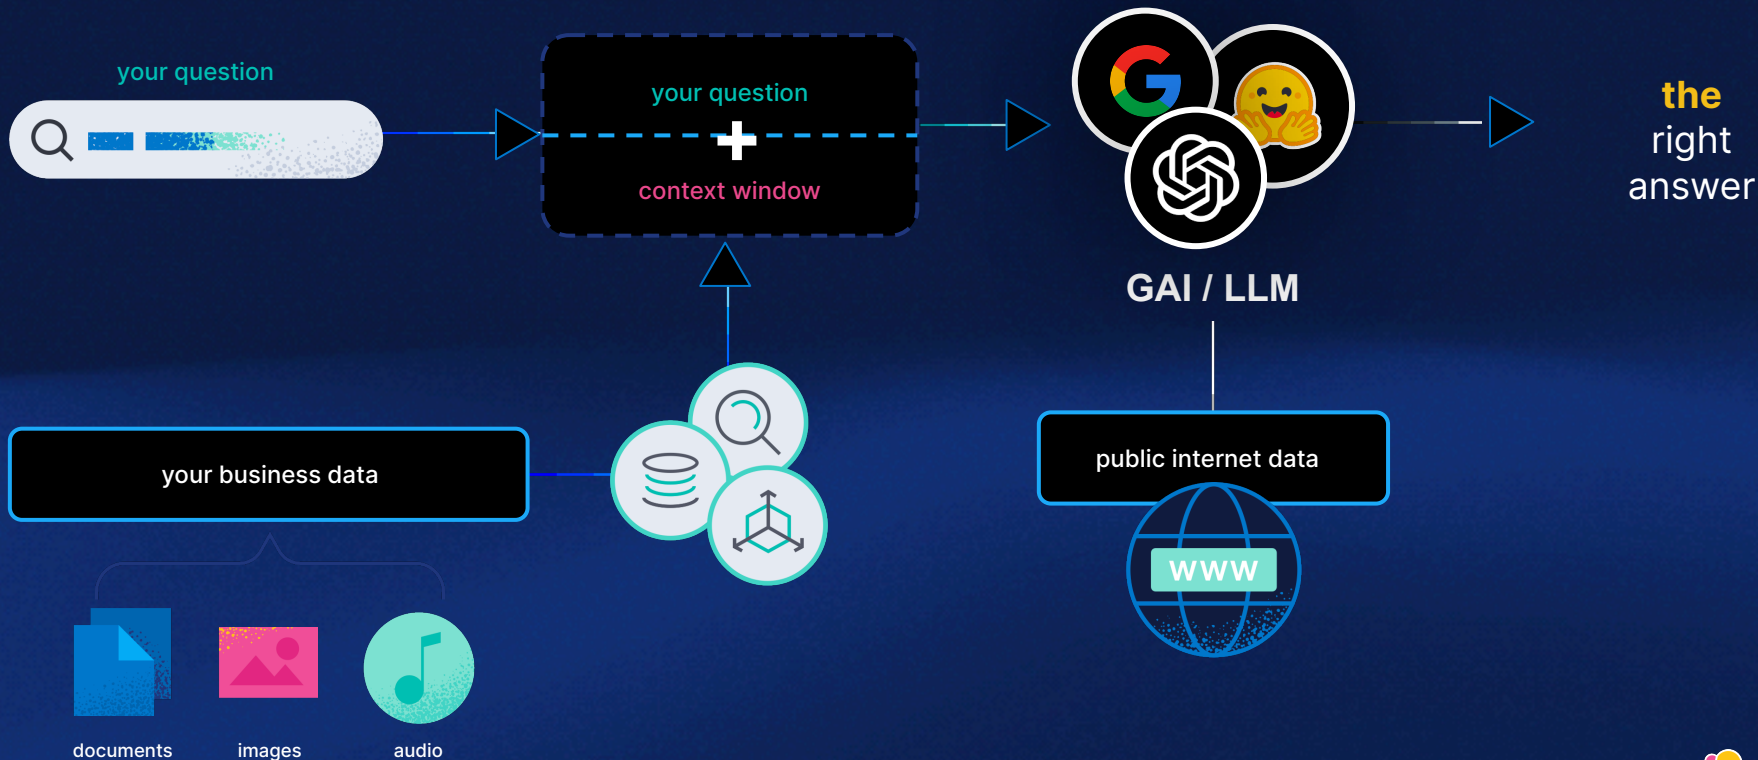 your question
your question
context window
the
right
answer
GAI / LLM
your business data
public internet data
WWW
documents
images
audio